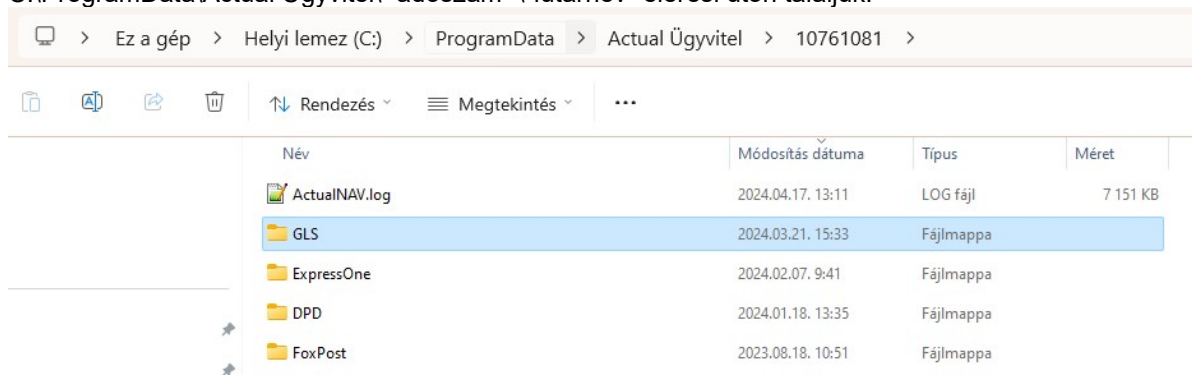 Ez a gép > Helyi lemez (C:) > ProgramData > Actual Ügyvitel > 10761081 >
Rendezés Megtekintés ...
Név Módosítás dátuma Típus Méret
ActualNAV.log 2024.04.17. 13:11 LOG fájl 7 151 KB
GLS 2024.03.21. 15:33 Fájlmappa
ExpressOne 2024.02.07. 9:41 Fájlmappa
DPD 2024.01.18. 13:35 Fájlmappa
FoxPost 2023.08.18. 10:51 Fájlmappa